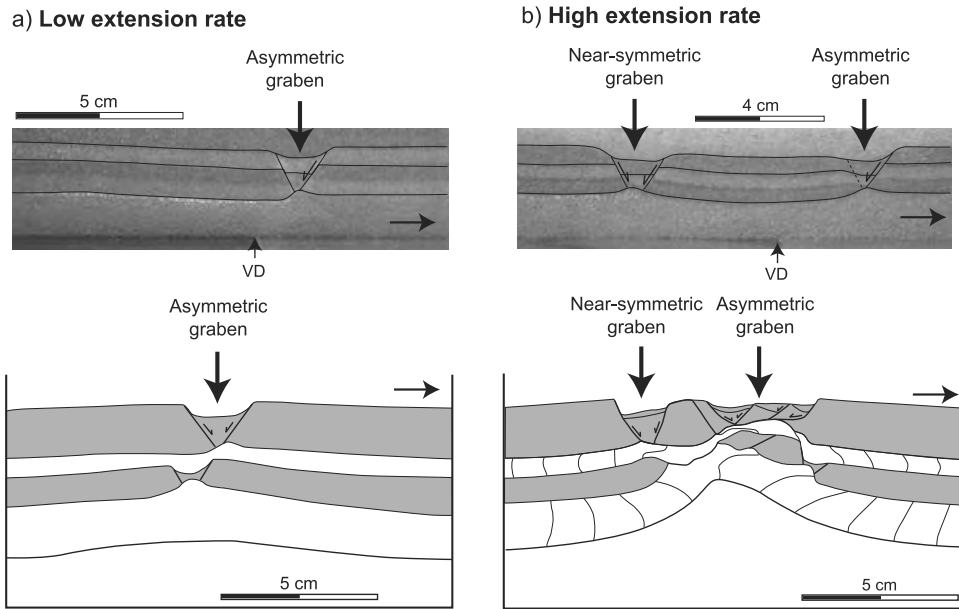 a) Low extension rate
Asymmetric
graben
5 cm
VD
Asymmetric
graben
5 cm
b) High extension rate
Near-symmetric
graben
Asymmetric
graben
4 cm
VD
Near-symmetric
graben
Asymmetric
graben
5 cm